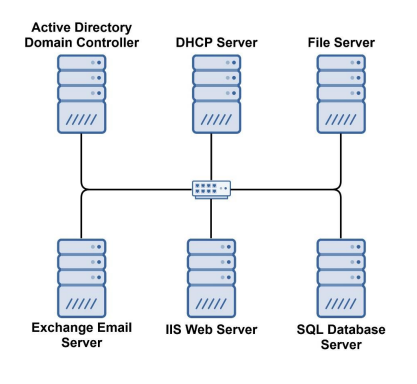 Active Directory
Domain Controller
DHCP Server
File Server
Exchange Email
Server
IIS Web Server
SQL Database
Server